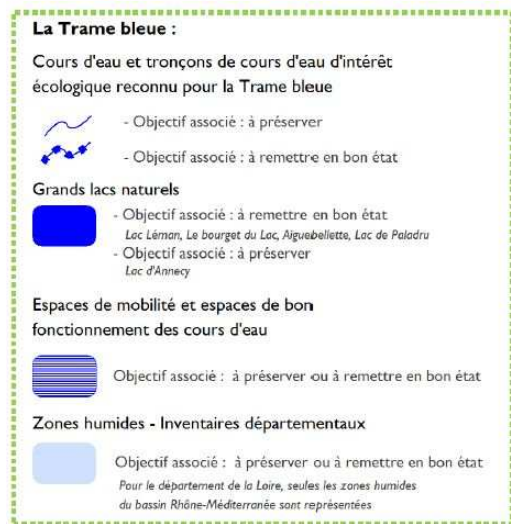 La Trame bleue :
Cours d'eau et tronçons de cours d'eau d'intérêt
écologique reconnu pour la Trame bleue
- Objectif associé : à préserver
- Objectif associé : à remettre en bon état
Grands lacs naturels
- Objectif associé : à remettre en bon état
Lac Léman, Le bourget du Lac, Aiguebellette, Lac de Paladru
- Objectif associé : à préserver
Lac d'Annecy
Espaces de mobilité et espaces de bon
fonctionnement des cours d'eau
Objectif associé : à préserver ou à remettre en bon état
Zones humides - Inventaires départementaux
Objectif associé : à préserver ou à remettre en bon état
Pour le département de la Loire, seules les zones humides
du bassin Rhône-Méditerranée sont représentées